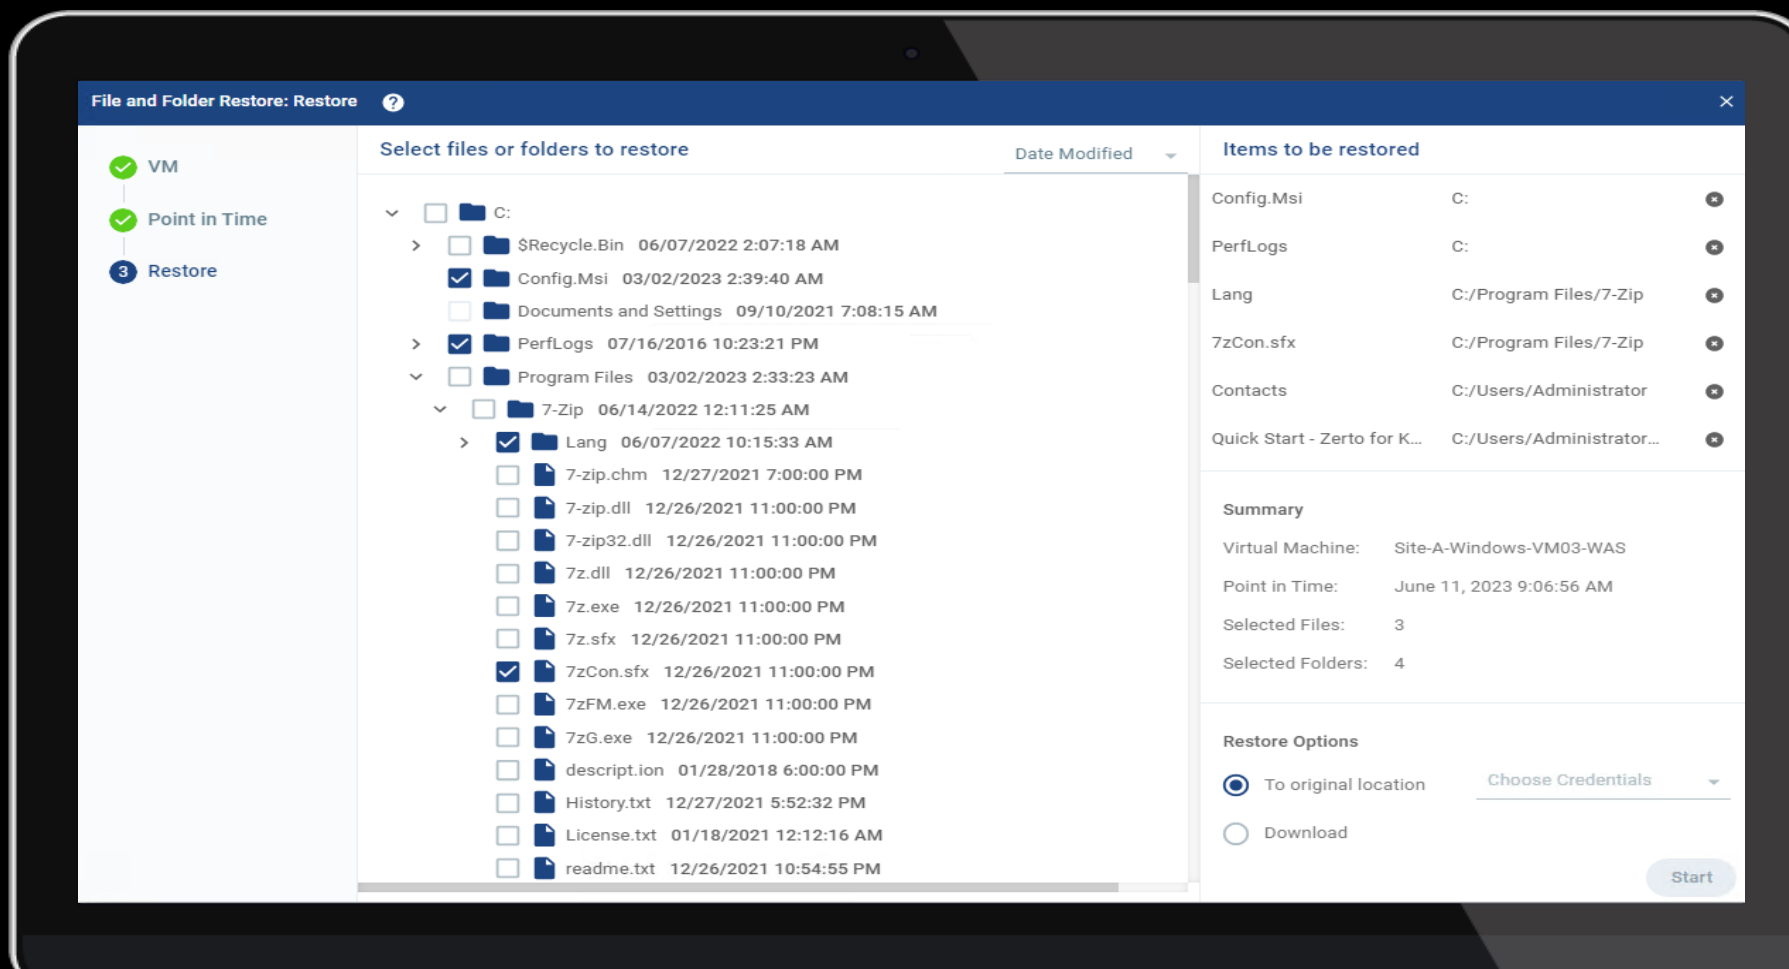 File and Folder Restore: Restore ?
VM
Point in Time
3 Restore
Select files or folders to restore
Date Modified
C:
$Recycle.Bin 06/07/2022 2:07:18 AM
Config.Msi 03/02/2023 2:39:40 AM
Documents and Settings 09/10/2021 7:08:15 AM
PerfLogs 07/16/2016 10:23:21 PM
Program Files 03/02/2023 2:33:23 AM
7-Zip 06/14/2022 12:11:25 AM
Lang 06/07/2022 10:15:33 AM
7-zip.chm 12/27/2021 7:00:00 PM
7-zip.dll 12/26/2021 11:00:00 PM
7-zip32.dll 12/26/2021 11:00:00 PM
7z.dll 12/26/2021 11:00:00 PM
7z.exe 12/26/2021 11:00:00 PM
7z.sfx 12/26/2021 11:00:00 PM
7zCon.sfx 12/26/2021 11:00:00 PM
7zFM.exe 12/26/2021 11:00:00 PM
7zG.exe 12/26/2021 11:00:00 PM
descript.ion 01/28/2018 6:00:00 PM
History.txt 12/27/2021 5:52:32 PM
License.txt 01/18/2021 12:12:16 AM
readme.txt 12/26/2021 10:54:55 PM
Items to be restored
Config.Msi C:
PerfLogs C:
Lang C:/Program Files/7-Zip
7zCon.sfx C:/Program Files/7-Zip
Contacts C:/Users/Administrator
Quick Start - Zerto for K... C:/Users/Administrator...
Summary
Virtual Machine: Site-A-Windows-VM03-WAS
Point in Time: June 11, 2023 9:06:56 AM
Selected Files: 3
Selected Folders: 4
Restore Options
To original location Choose Credentials
Download
Start